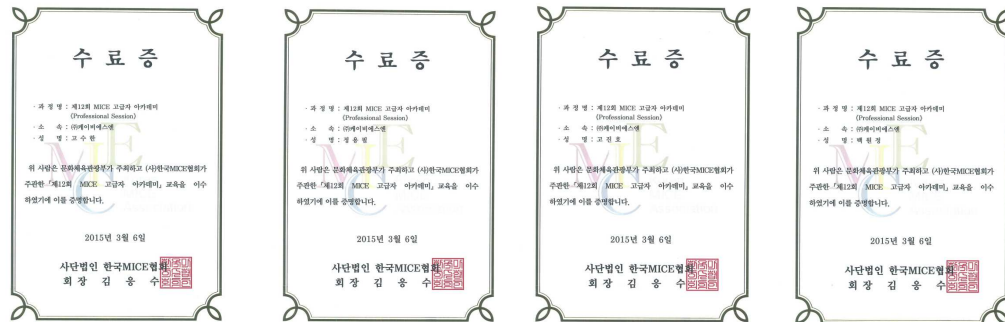 수 료 증
· 과 정 명 : 제12회 MICE 고급자 아카데미
(Professional Session)
· 소 속 : ㈜케이비에스엔
· 성 명 : 고 수 한
위 사람은 문화체육관광부가 주최하고 (사)한국MICE협회가
주관한 「제12회 MICE 고급자 아카데미」 교육을 이수
하였기에 이를 증명합니다.
2015년 3월 6일
사단법인 한국MICE협회
회 장 김 응 수
수 료 증
· 과 정 명 : 제12회 MICE 고급자 아카데미
(Professional Session)
· 소 속 : ㈜케이비에스엔
· 성 명 : 정 용 필
위 사람은 문화체육관광부가 주최하고 (사)한국MICE협회가
주관한 「제12회 MICE 고급자 아카데미」 교육을 이수
하였기에 이를 증명합니다.
2015년 3월 6일
사단법인 한국MICE협회
회 장 김 응 수
수 료 증
· 과 정 명 : 제12회 MICE 고급자 아카데미
(Professional Session)
· 소 속 : ㈜케이비에스엔
· 성 명 : 고 진 호
위 사람은 문화체육관광부가 주최하고 (사)한국MICE협회가
주관한 「제12회 MICE 고급자 아카데미」 교육을 이수
하였기에 이를 증명합니다.
2015년 3월 6일
사단법인 한국MICE협회
회 장 김 응 수
수 료 증
· 과 정 명 : 제12회 MICE 고급자 아카데미
(Professional Session)
· 소 속 : ㈜케이비에스엔
· 성 명 : 백 원 정
위 사람은 문화체육관광부가 주최하고 (사)한국MICE협회가
주관한 「제12회 MICE 고급자 아카데미」 교육을 이수
하였기에 이를 증명합니다.
2015년 3월 6일
사단법인 한국MICE협회
회 장 김 응 수